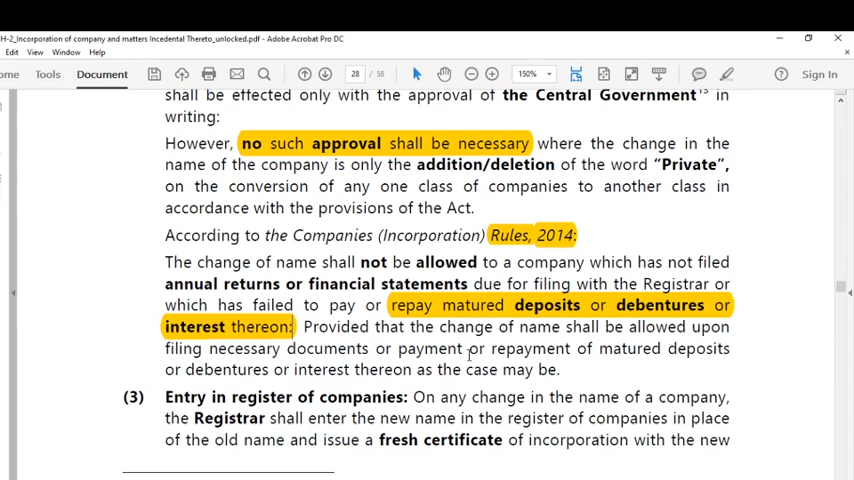 H-2_Incorporation of company and matters Incedental Thereto_unlocked.pdf - Adobe Acrobat Pro DC
Edit View Window Help
ome Tools Document 28 / 58 150% Sign In
shall be effected only with the approval of the Central Government¹⁵ in
writing:
However, no such approval shall be necessary where the change in the
name of the company is only the addition/deletion of the word “Private”,
on the conversion of any one class of companies to another class in
accordance with the provisions of the Act.
According to the Companies (Incorporation) Rules, 2014:
The change of name shall not be allowed to a company which has not filed
annual returns or financial statements due for filing with the Registrar or
which has failed to pay or repay matured deposits or debentures or
interest thereon: Provided that the change of name shall be allowed upon
filing necessary documents or payment or repayment of matured deposits
or debentures or interest thereon as the case may be.
(3) Entry in register of companies: On any change in the name of a company,
the Registrar shall enter the new name in the register of companies in place
of the old name and issue a fresh certificate of incorporation with the new